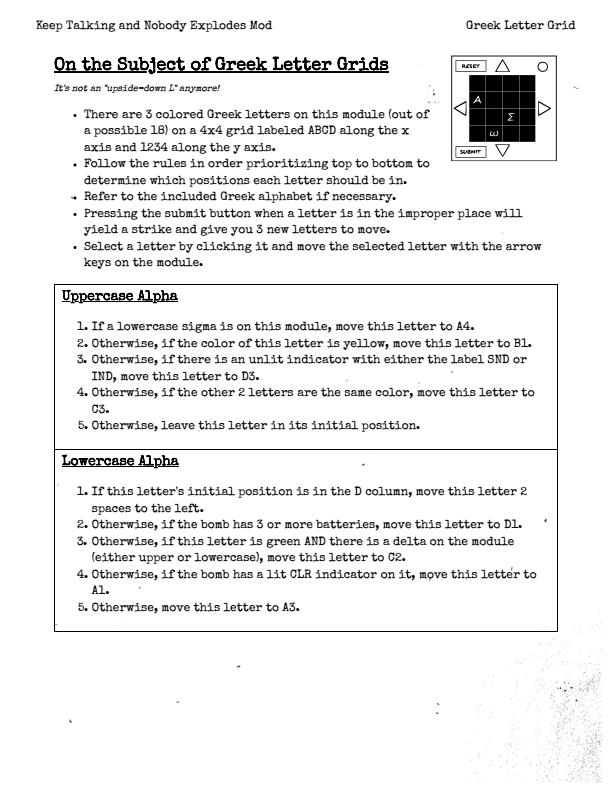 Keep Talking and Nobody Explodes Mod
Greek Letter Grid
On the Subject of Greek Letter Grids
It's not an "upside-down L" anymore!
• There are 3 colored Greek letters on this module (out of
a possible 18) on a 4x4 grid labeled ABCD along the x
axis and 1234 along the y axis.
• Follow the rules in order prioritizing top to bottom to
determine which positions each letter should be in.
• Refer to the included Greek alphabet if necessary.
• Pressing the submit button when a letter is in the improper place will
yield a strike and give you 3 new letters to move.
• Select a letter by clicking it and move the selected letter with the arrow
keys on the module.
RESET
A
Σ
ω
SUBMIT
Uppercase Alpha
1. If a lowercase sigma is on this module, move this letter to A4.
2. Otherwise, if the color of this letter is yellow, move this letter to B1.
3. Otherwise, if there is an unlit indicator with either the label SND or
IND, move this letter to D3.
4. Otherwise, if the other 2 letters are the same color, move this letter to
C3.
5. Otherwise, leave this letter in its initial position.
Lowercase Alpha
1. If this letter's initial position is in the D column, move this letter 2
spaces to the left.
2. Otherwise, if the bomb has 3 or more batteries, move this letter to D1.
3. Otherwise, if this letter is green AND there is a delta on the module
(either upper or lowercase), move this letter to C2.
4. Otherwise, if the bomb has a lit CLR indicator on it, move this letter to
A1.
5. Otherwise, move this letter to A3.